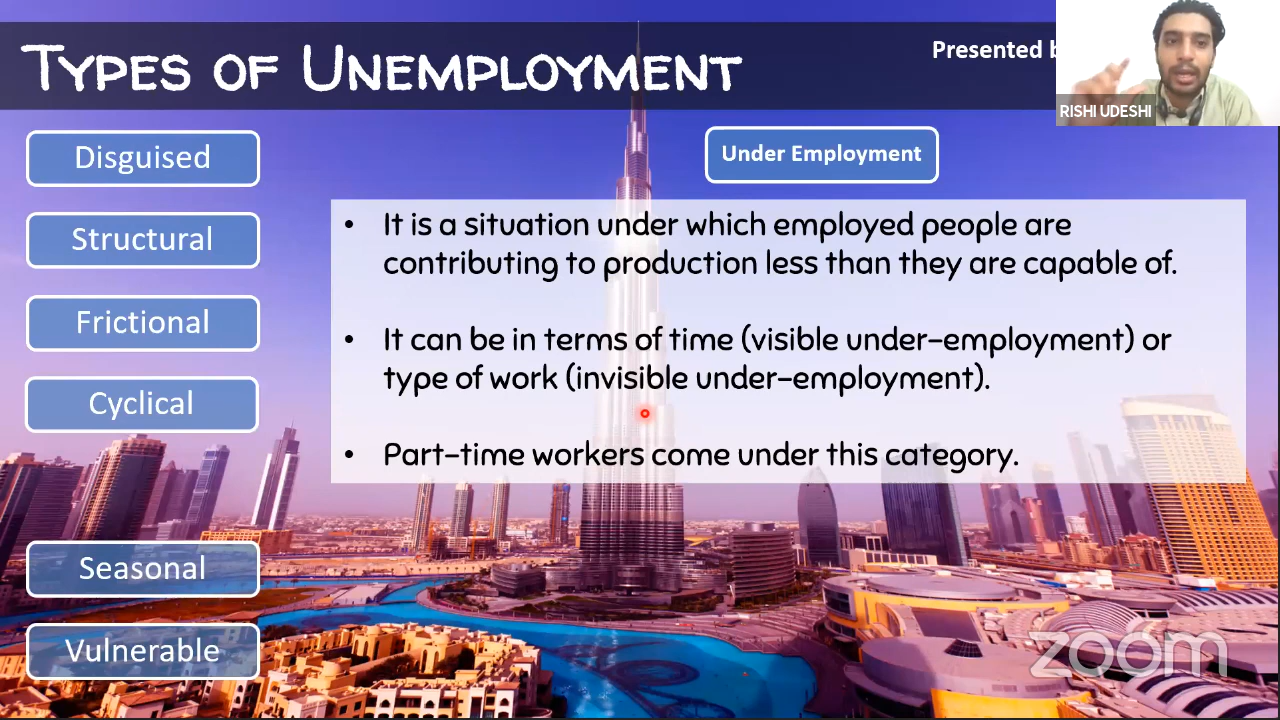 Types of Unemployment
Presented b
RISHI UDESHI
Disguised
Structural
Frictional
Cyclical
Seasonal
Vulnerable
Under Employment
• It is a situation under which employed people are
contributing to production less than they are capable of.
• It can be in terms of time (visible under-employment) or
type of work (invisible under-employment).
• Part-time workers come under this category.
zoom